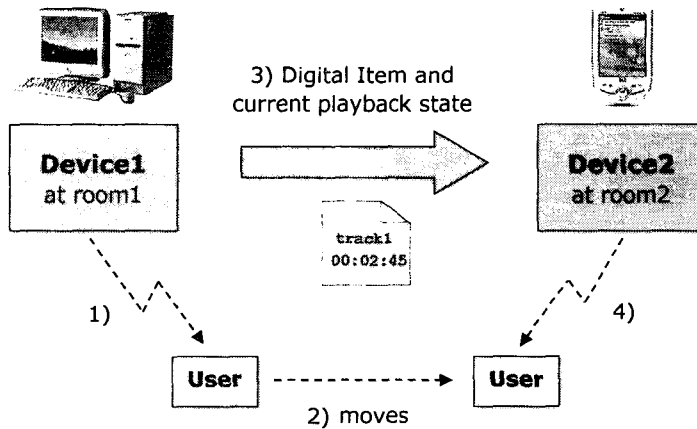 3) Digital Item and
current playback state
Device1
at room1
Device2
at room2
track1
00:02:45
1)
4)
User
User
2) moves